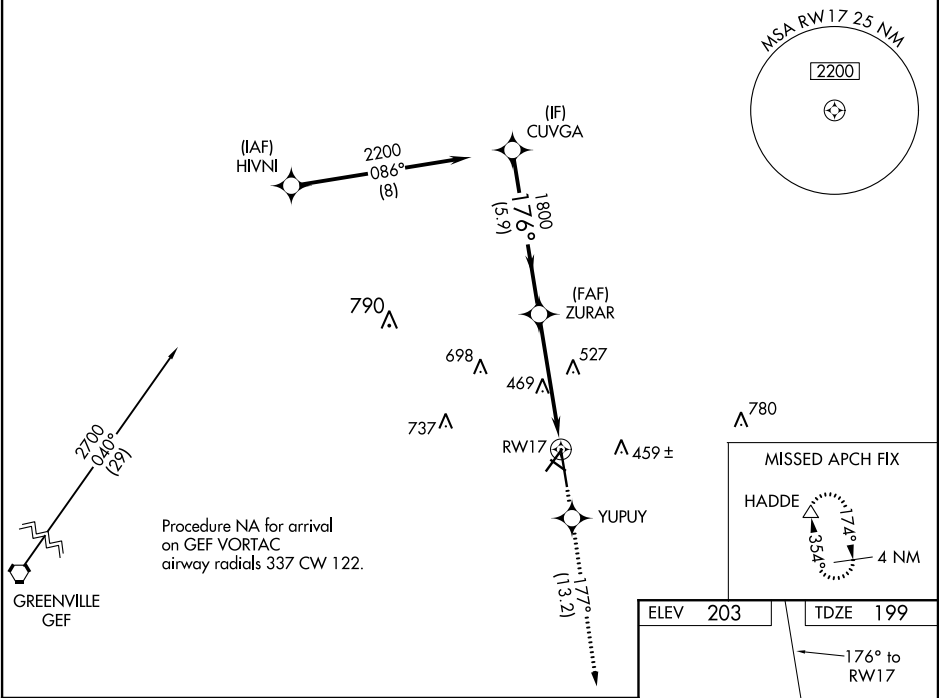 MSA RW17 25 NM
2200
(IAF)
HIVNI
2200
086°
(8)
(IF)
CUVGA
1800
176°
(5.9)
(FAF)
ZURAR
790
698
527
469
737
780
RW17
459 ±
2700
040°
(29)
GREENVILLE
GEF
Procedure NA for arrival
on GEF VORTAC
airway radials 337 CW 122.
YUPUY
177°
(13.2)
MISSED APCH FIX
HADDE
174°
354°
4 NM
ELEV 203
TDZE 199
176° to
RW17